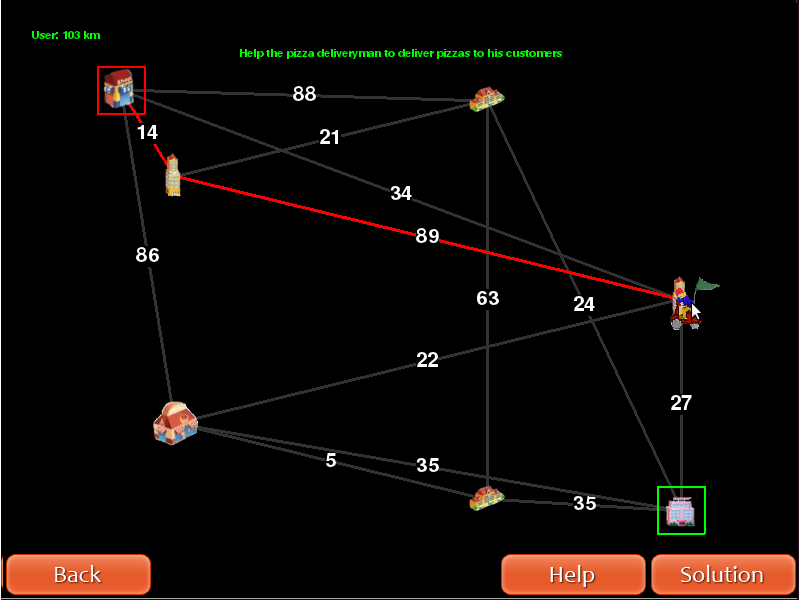 User: 103 km
Help the pizza deliveryman to deliver pizzas to his customers
88
14
21
34
89
86
63
24
22
27
5
35
35
Back
Help
Solution